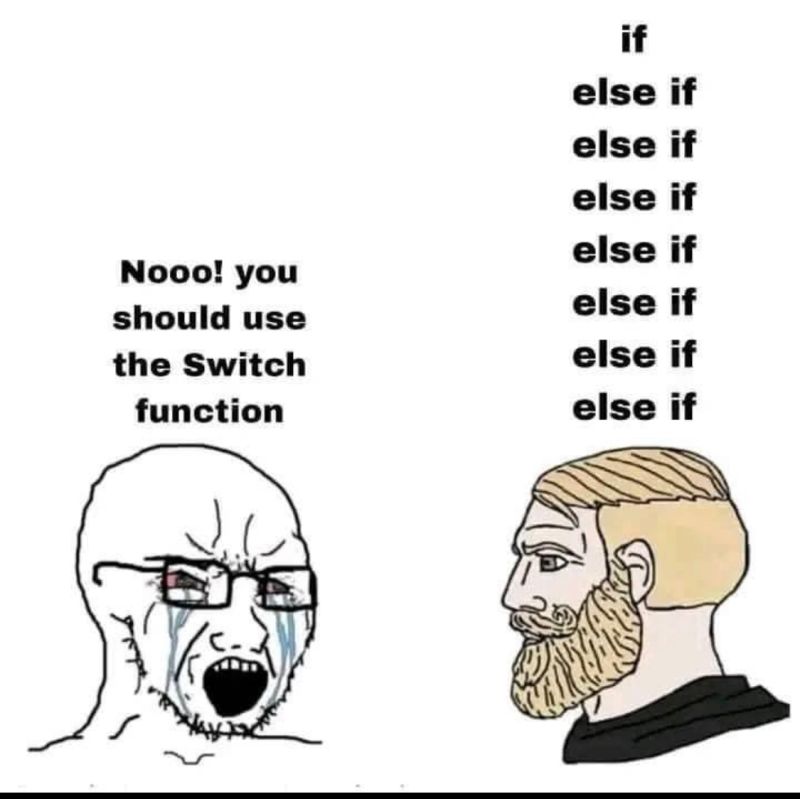 Nooo! you
should use
the Switch
function
if
else if
else if
else if
else if
else if
else if
else if